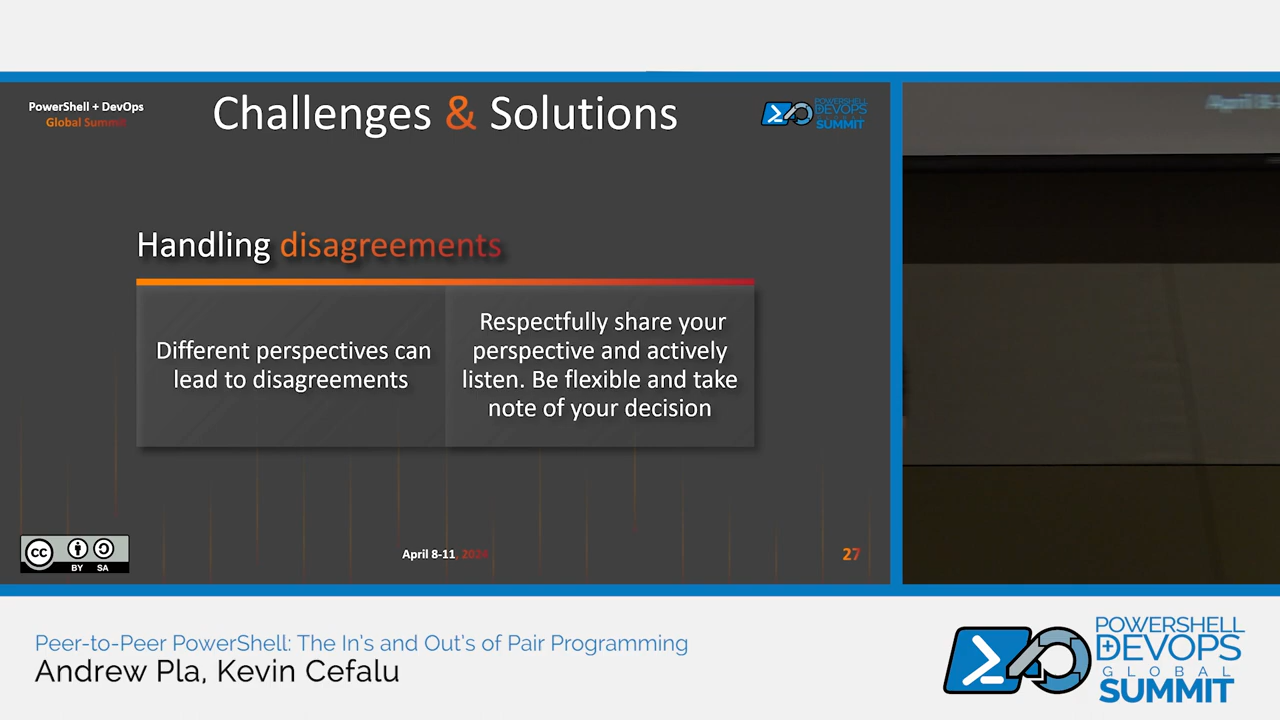 PowerShell + DevOps
Global Summit
Challenges & Solutions
POWERSHELL
DEVOPS
GLOBAL
SUMMIT
Handling disagreements
Different perspectives can
lead to disagreements
Respectfully share your
perspective and actively
listen. Be flexible and take
note of your decision
cc
BY SA
April 8-11, 2024
27
Peer-to-Peer PowerShell: The In's and Out's of Pair Programming
Andrew Pla, Kevin Cefalu
POWERSHELL
DEVOPS
GLOBAL
SUMMIT